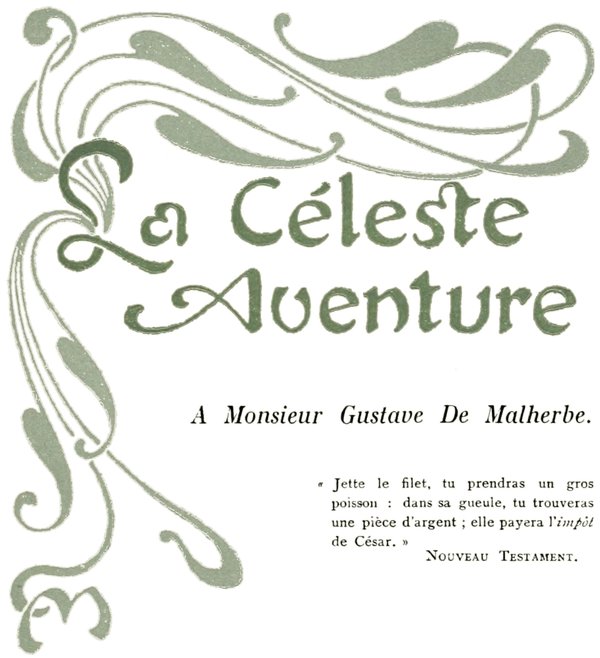 La Céleste
Aventure
A Monsieur Gustave De Malherbe.
« Jette le filet, tu prendras un gros
poisson : dans sa gueule, tu trouveras
une pièce d'argent ; elle payera l'impôt
de César. »
NOUVEAU TESTAMENT.